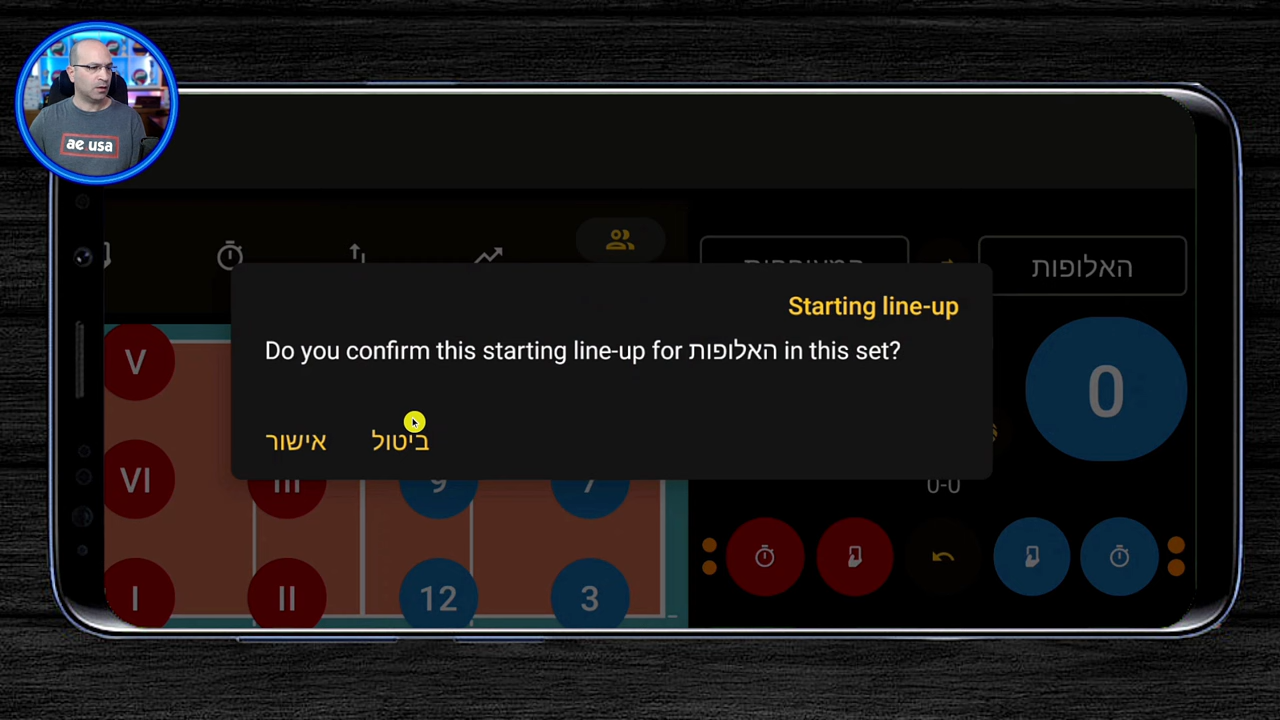 ae usa
האלופות
Starting line-up
Do you confirm this starting line-up for האלופות in this set?
אישור
ביטול
0
0-0
V
VI
III
9
7
I
II
12
3